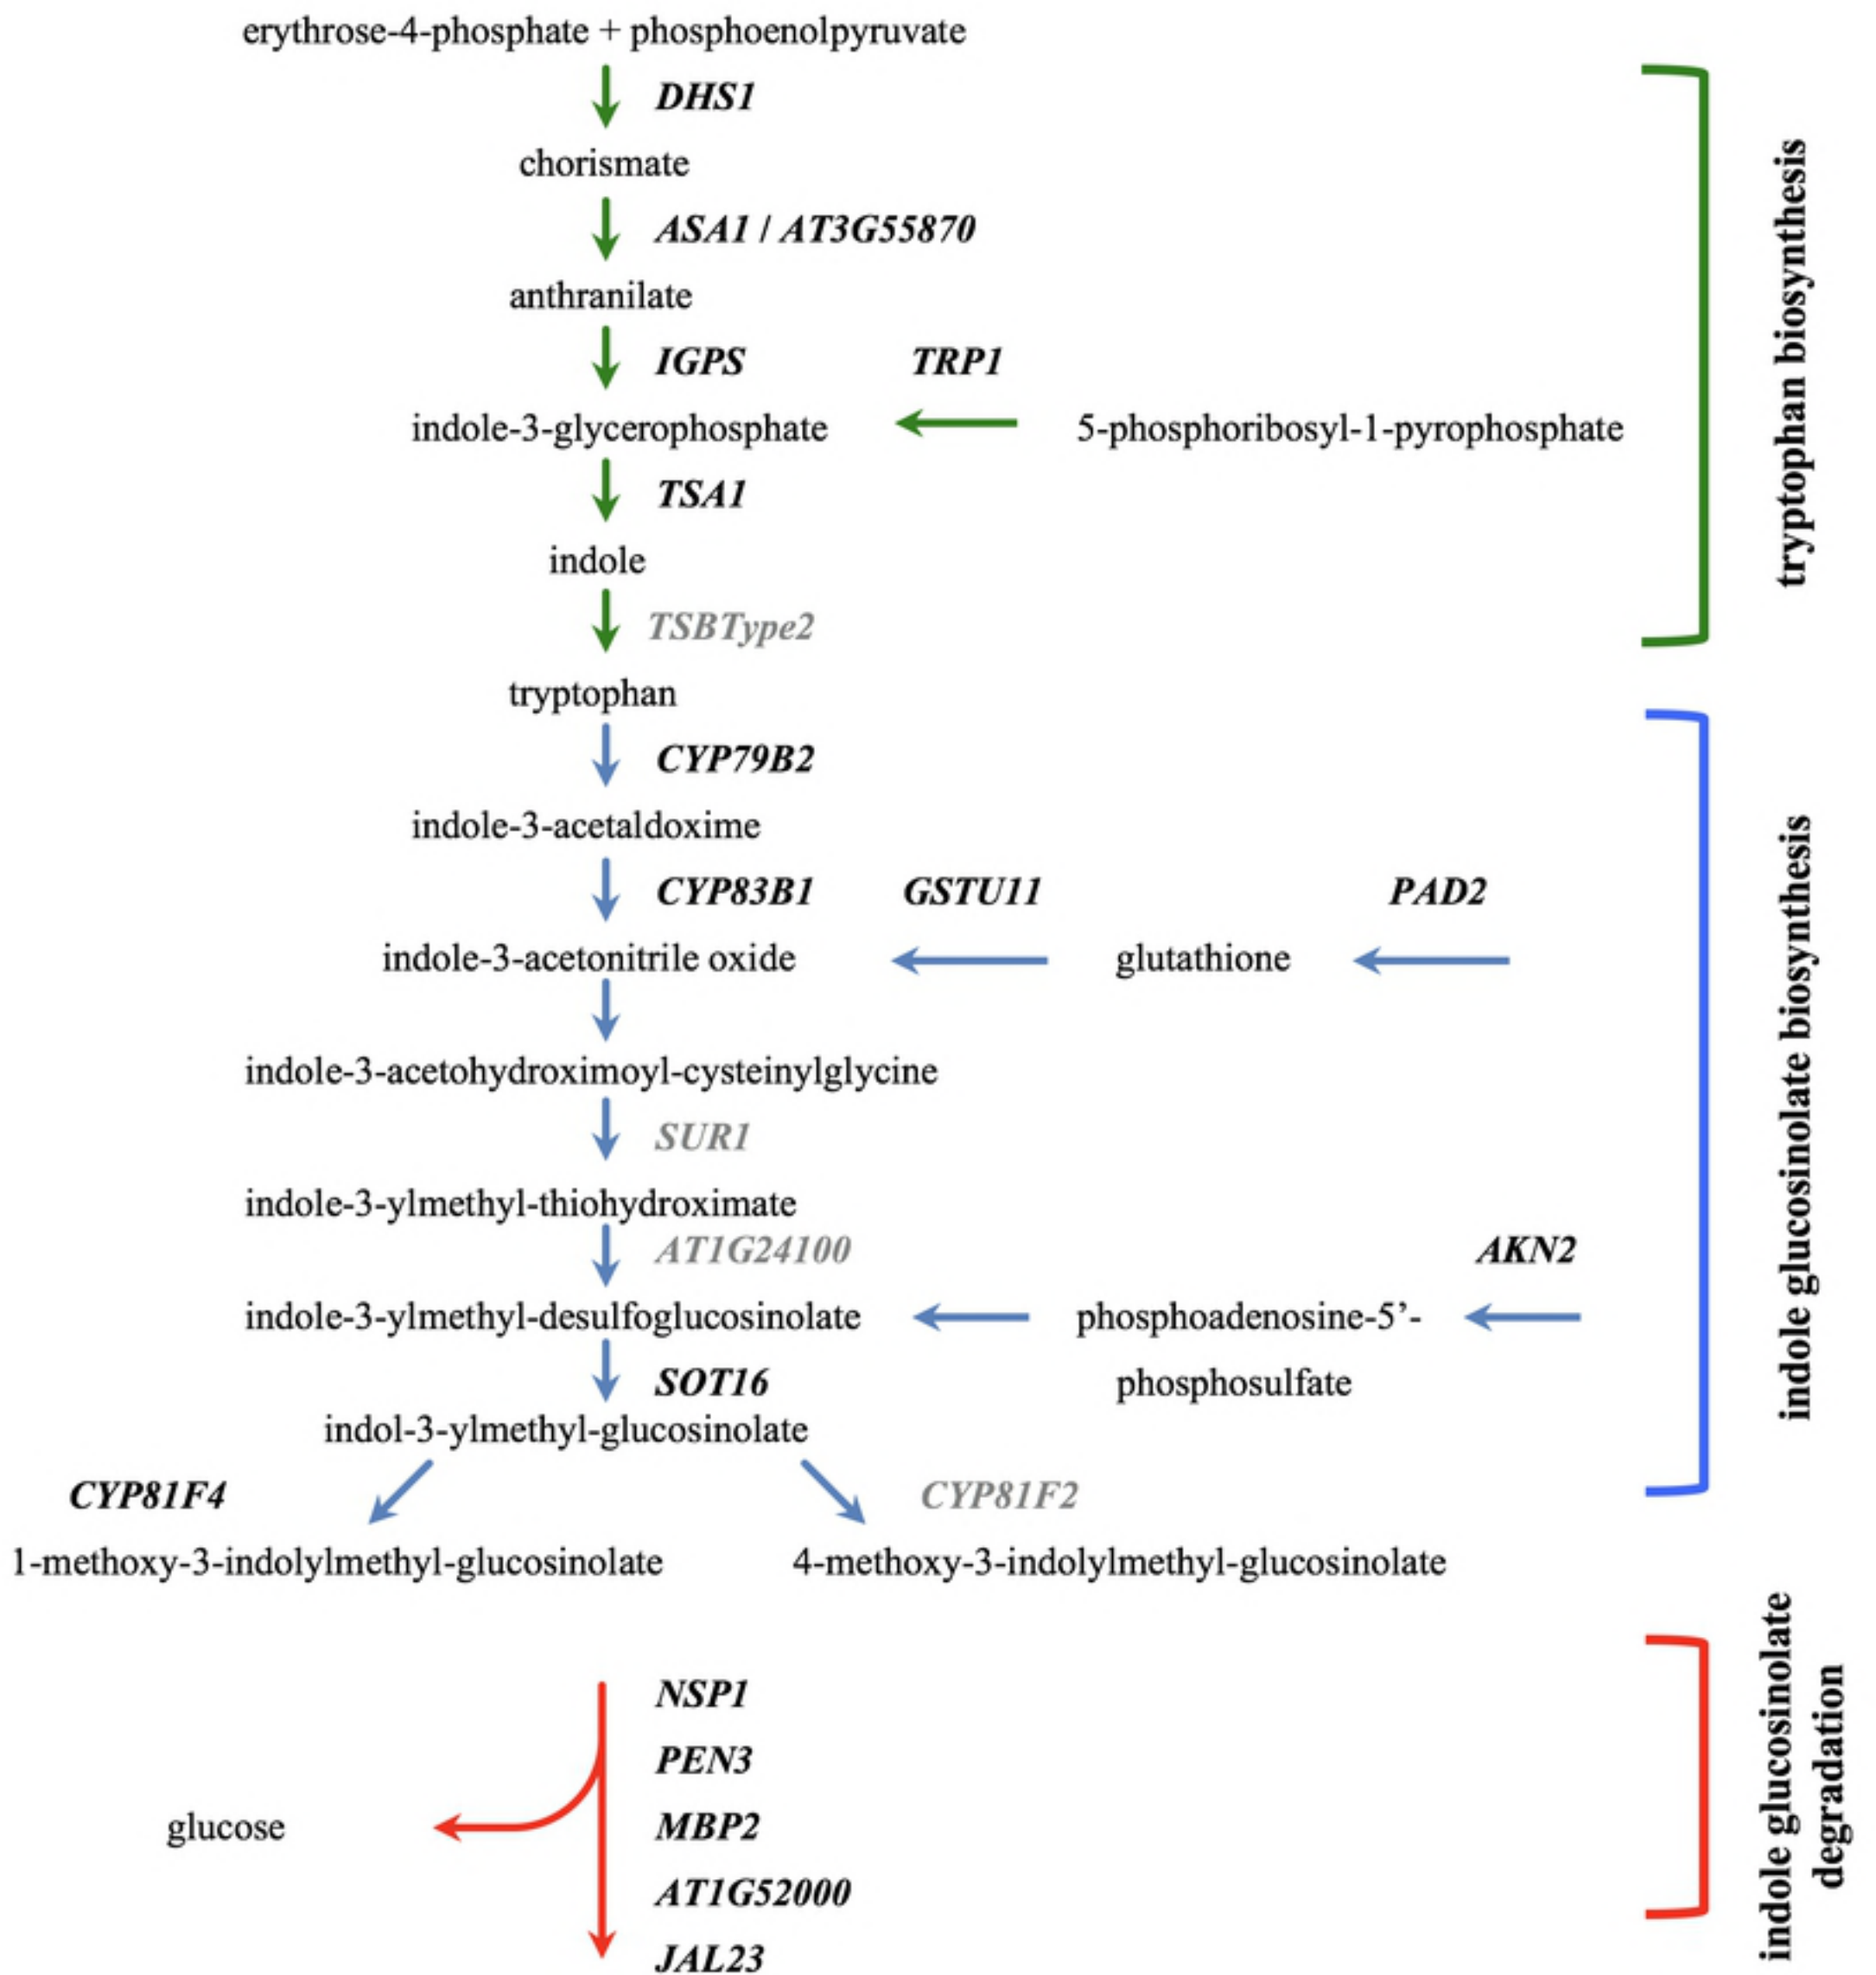 erythrose-4-phosphate + phosphoenolpyruvate
DHS1
chorismate
ASA1 / AT3G55870
anthranilate
IGPS TRP1
indole-3-glycerophosphate 5-phosphoribosyl-1-pyrophosphate
TSA1
indole
TSBType2
tryptophan
tryptophan biosynthesis
CYP79B2
indole-3-acetaldoxime
CYP83B1 GSTU11 PAD2
indole-3-acetonitrile oxide glutathione
indole-3-acetohydroximoyl-cysteinylglycine
SUR1
indole-3-ylmethyl-thiohydroximate
AT1G24100 AKN2
indole-3-ylmethyl-desulfoglucosinolate phosphoadenosine-5’-
SOT16 phosphosulfate
indol-3-ylmethyl-glucosinolate
CYP81F4 CYP81F2
1-methoxy-3-indolylmethyl-glucosinolate 4-methoxy-3-indolylmethyl-glucosinolate
indole glucosinolate biosynthesis
NSP1
PEN3
glucose MBP2
AT1G52000
JAL23
indole glucosinolate
degradation